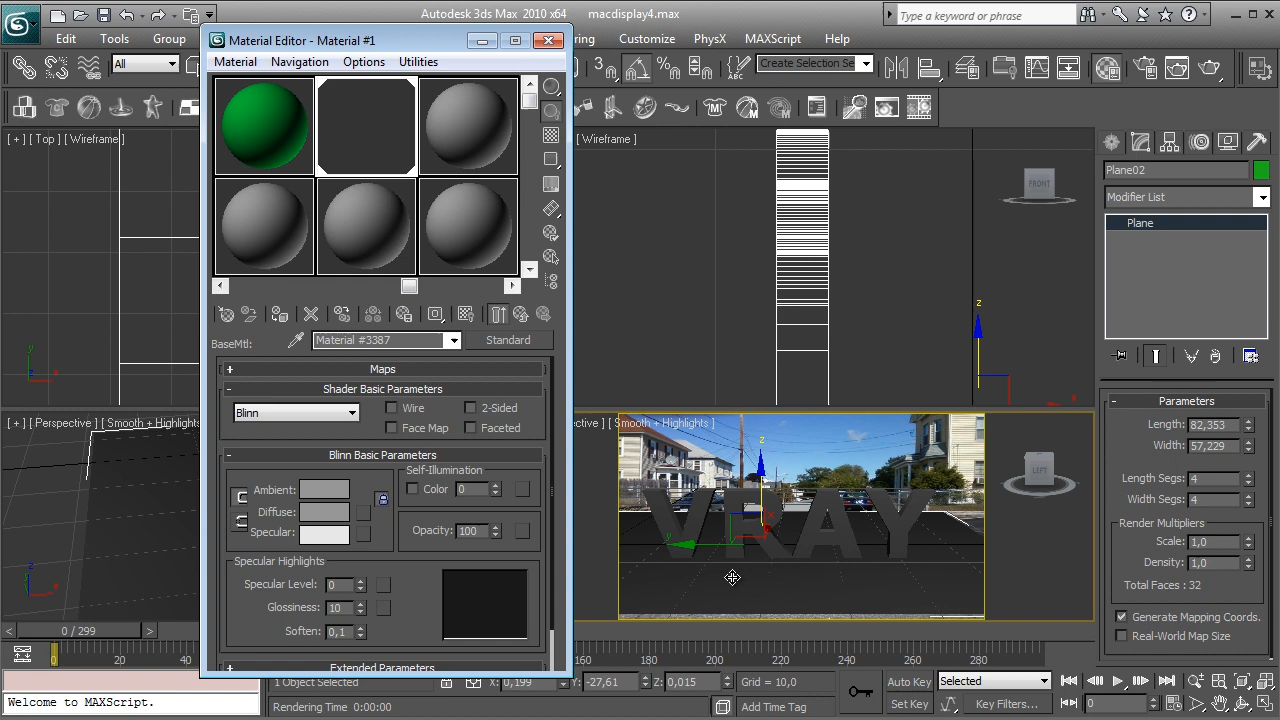 Autodesk 3ds Max 2010 x64 macdisplay4.max
Type a keyword or phrase
Edit Tools Group
Customize PhysX MAXScript Help
Material Editor - Material #1
Material Navigation Options Utilities
All
Create Selection Se
[ + ] [ Top ] [ Wireframe ]
Wireframe ]
FRONT
Plane02
Modifier List
Plane
z
y
x
BaseMtl:
Material #3387
Standard
Maps
Shader Basic Parameters
Blinn
Wire
2-Sided
Face Map
Faceted
Blinn Basic Parameters
Ambient:
Diffuse:
Specular:
Self-Illumination
Color 0
Opacity: 100
Specular Highlights
Specular Level: 0
Glossiness: 10
Soften: 0,1
Extended Parameters
[ + ] [ Perspective ] [ Smooth + Highlights
ective ] [ Smooth + Highlights ]
z
y
x
VRAY
LEFT
Parameters
Length: 82,353
Width: 57,229
Length Segs: 4
Width Segs: 4
Render Multipliers
Scale: 1,0
Density: 1,0
Total Faces : 32
Generate Mapping Coords.
Real-World Map Size
0 / 299
0 20 40 160 180 200 220 240 260 280
1 Object Selected
X: 0,199 Y: -27,61 Z: 0,015
Grid = 10,0
Auto Key
Selected
Welcome to MAXScript.
Rendering Time 0:00:00
Add Time Tag
Set Key
Key Filters...
0